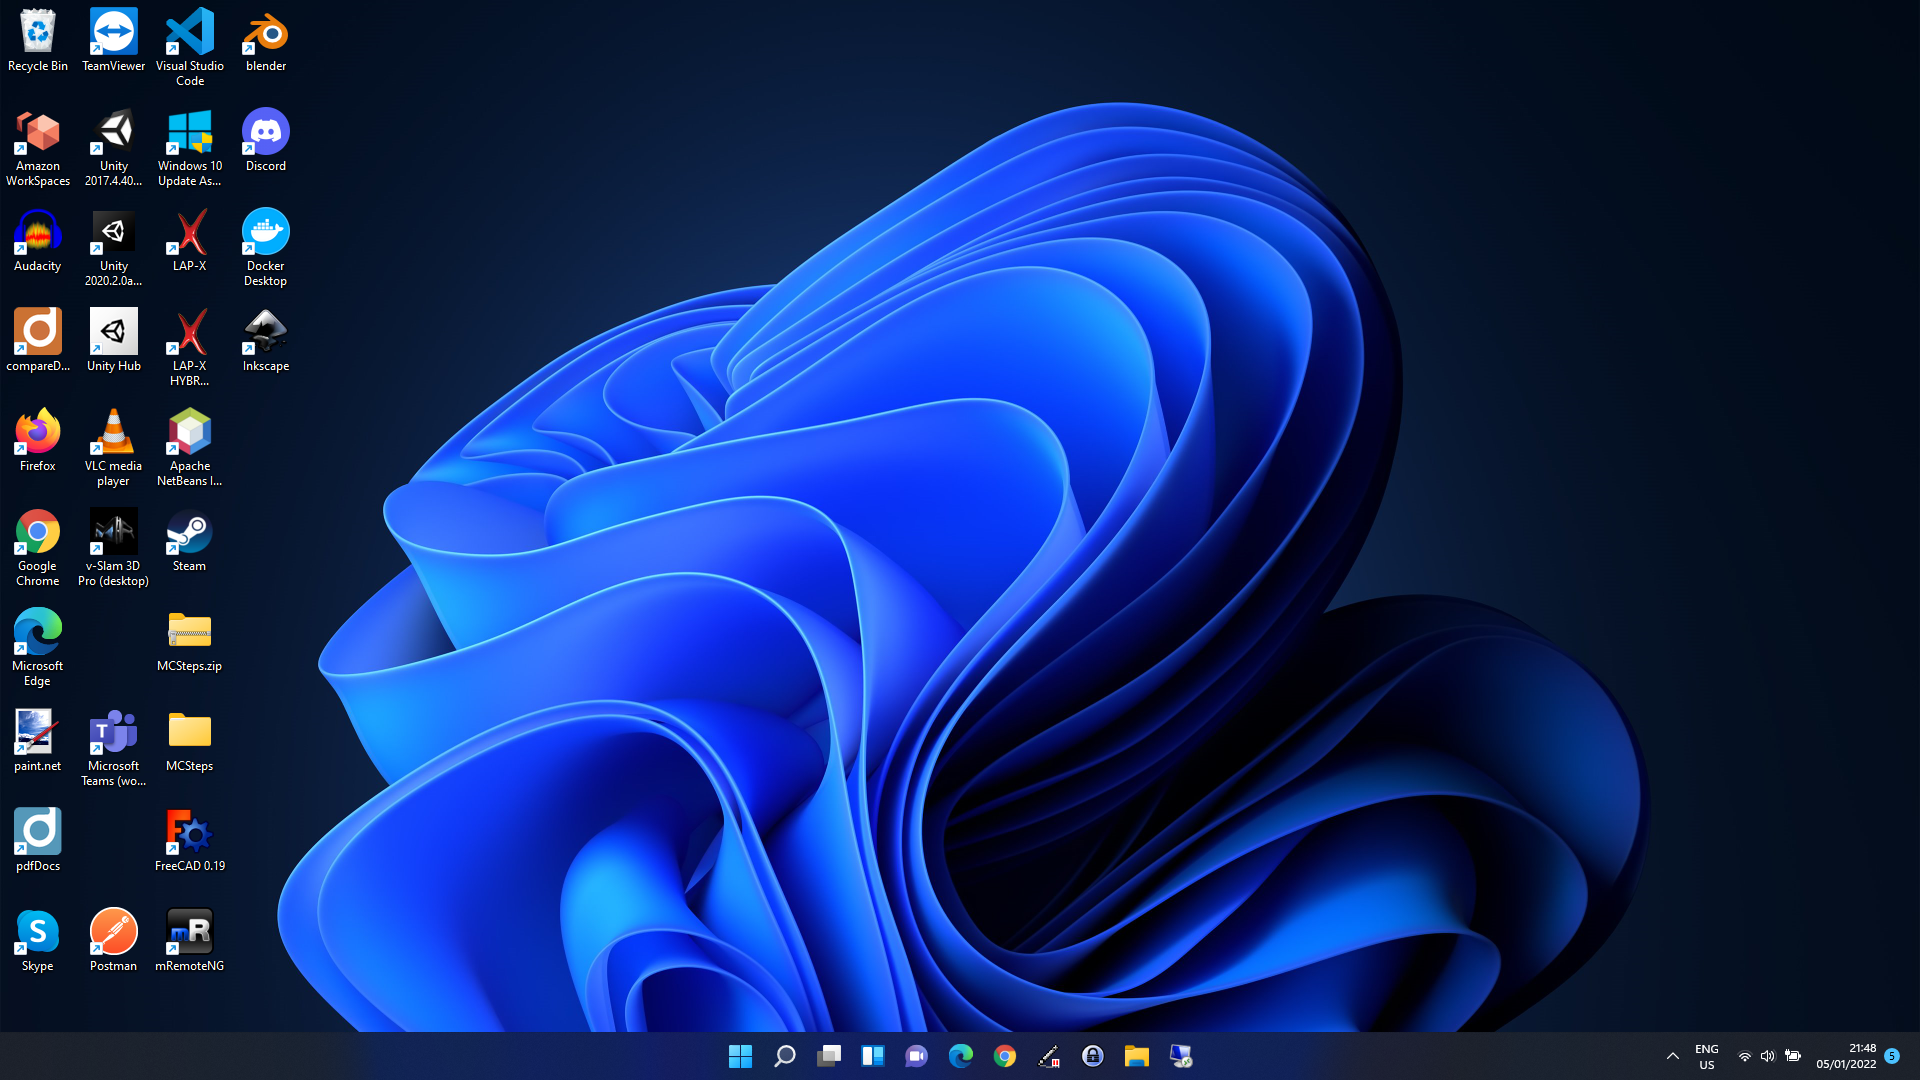 Recycle Bin
TeamViewer
Visual Studio
Code
blender
Amazon
WorkSpaces
Unity
2017.4.40...
Windows 10
Update As...
Discord
Audacity
Unity
2020.2.0a...
LAP-X
Docker
Desktop
compareD...
Unity Hub
LAP-X
HYBR...
Inkscape
Firefox
VLC media
player
Apache
NetBeans I...
Google
Chrome
v-Slam 3D
Pro (desktop)
Steam
Microsoft
Edge
MCSteps.zip
paint.net
T
Microsoft
Teams (wo...
MCSteps
pdfDocs
FreeCAD 0.19
S
Skype
Postman
mR
mRemoteNG
ENG
US
21:48
05/01/2022
5